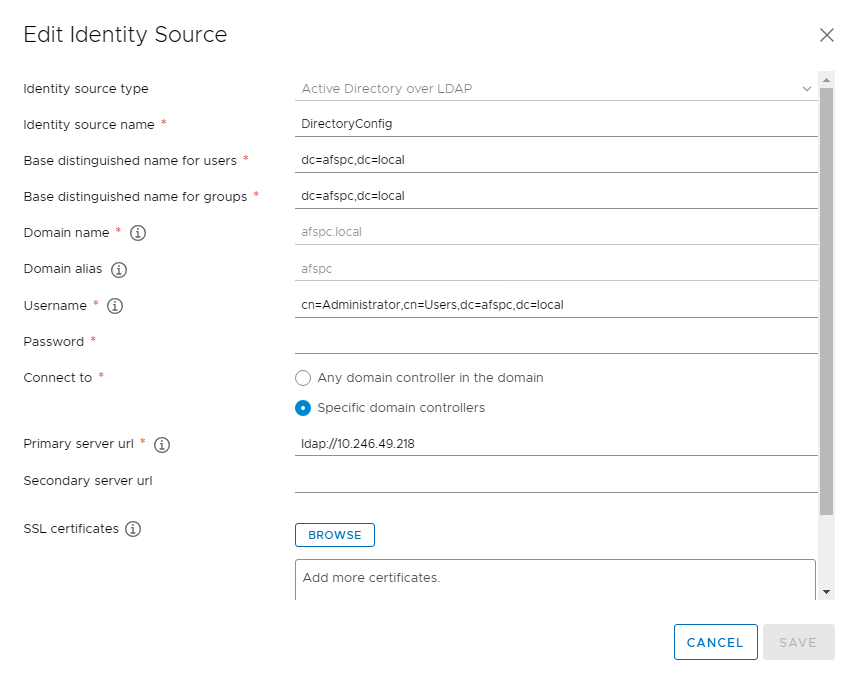 Edit Identity Source
Identity source type
Active Directory over LDAP
Identity source name *
DirectoryConfig
Base distinguished name for users *
dc=afspc,dc=local
Base distinguished name for groups *
dc=afspc,dc=local
Domain name *
afspc.local
Domain alias
afspc
Username *
cn=Administrator,cn=Users,dc=afspc,dc=local
Password *
Connect to *
Any domain controller in the domain
Specific domain controllers
Primary server url *
ldap://10.246.49.218
Secondary server url
SSL certificates
BROWSE
Add more certificates.
CANCEL
SAVE